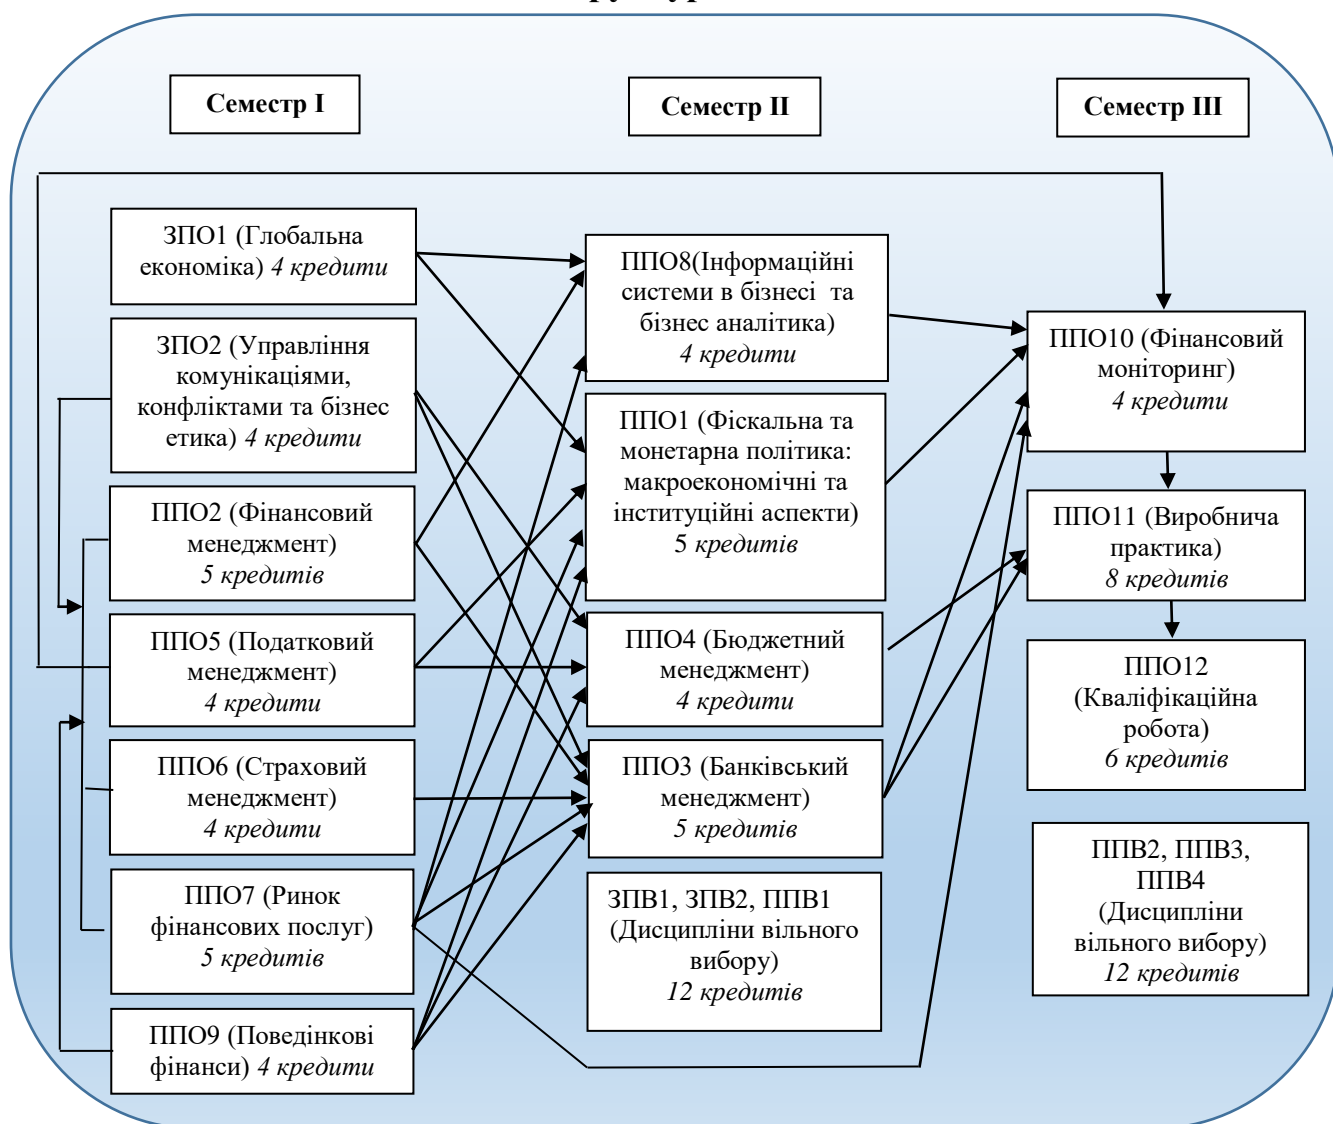 Семестр I
Семестр II
Семестр III
ЗПО1 (Глобальна
економіка) 4 кредити
ЗПО2 (Управління
комунікаціями,
конфліктами та бізнес
етика) 4 кредити
ППО2 (Фінансовий
менеджмент)
5 кредитів
ППО5 (Податковий
менеджмент)
4 кредити
ППО6 (Страховий
менеджмент)
4 кредити
ППО7 (Ринок
фінансових послуг)
5 кредитів
ППО9 (Поведінкові
фінанси) 4 кредити
ППО8(Інформаційні
системи в бізнесі та
бізнес аналітика)
4 кредити
ППО1 (Фіскальна та
монетарна політика:
макроекономічні та
інституційні аспекти)
5 кредитів
ППО4 (Бюджетний
менеджмент)
4 кредити
ППО3 (Банківський
менеджмент)
5 кредитів
ЗПВ1, ЗПВ2, ППВ1
(Дисципліни вільного
вибору)
12 кредитів
ППО10 (Фінансовий
моніторинг)
4 кредити
ППО11 (Виробнича
практика)
8 кредитів
ППО12
(Кваліфікаційна
робота)
6 кредитів
ППВ2, ППВ3,
ППВ4
(Дисципліни
вільного вибору)
12 кредитів